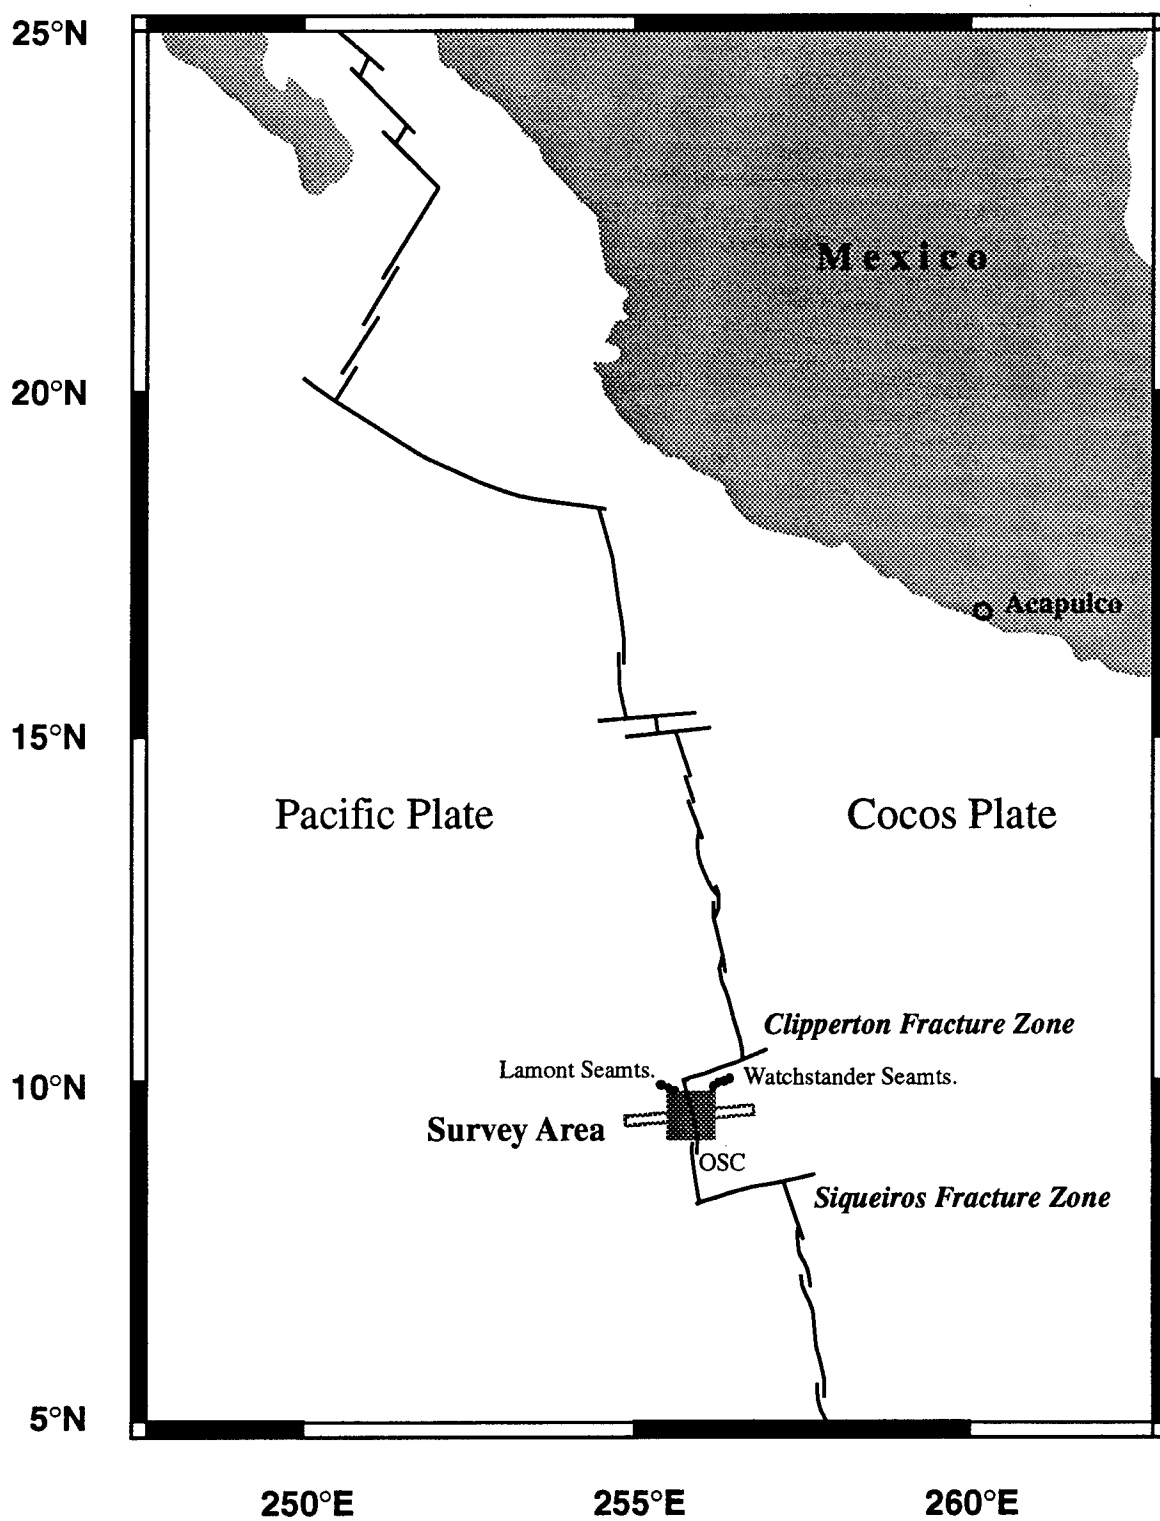 25°N
Mexico
20°N
Acapulco
15°N
Pacific Plate
Cocos Plate
Clipperton Fracture Zone
Lamont Seamts.
10°N
Watchstander Seamts.
Survey Area
OSC
Siqueiros Fracture Zone
5°N
250°E
255°E
260°E